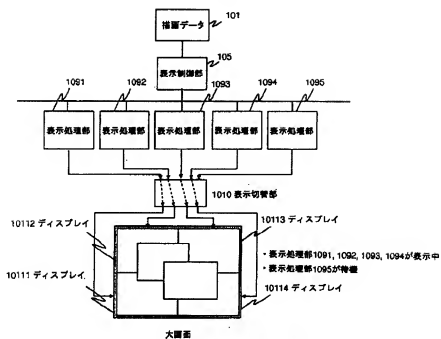 101
描画データ
105
表示制御部
1091
1092
1093
1094
1095
表示処理部
表示処理部
表示処理部
表示処理部
表示処理部
1010 表示切替部
10112 ディスプレイ
10113 ディスプレイ
・表示処理部1091, 1092, 1093, 1094が表示中
・表示処理部1095が待機
10111 ディスプレイ
10114 ディスプレイ
大画面